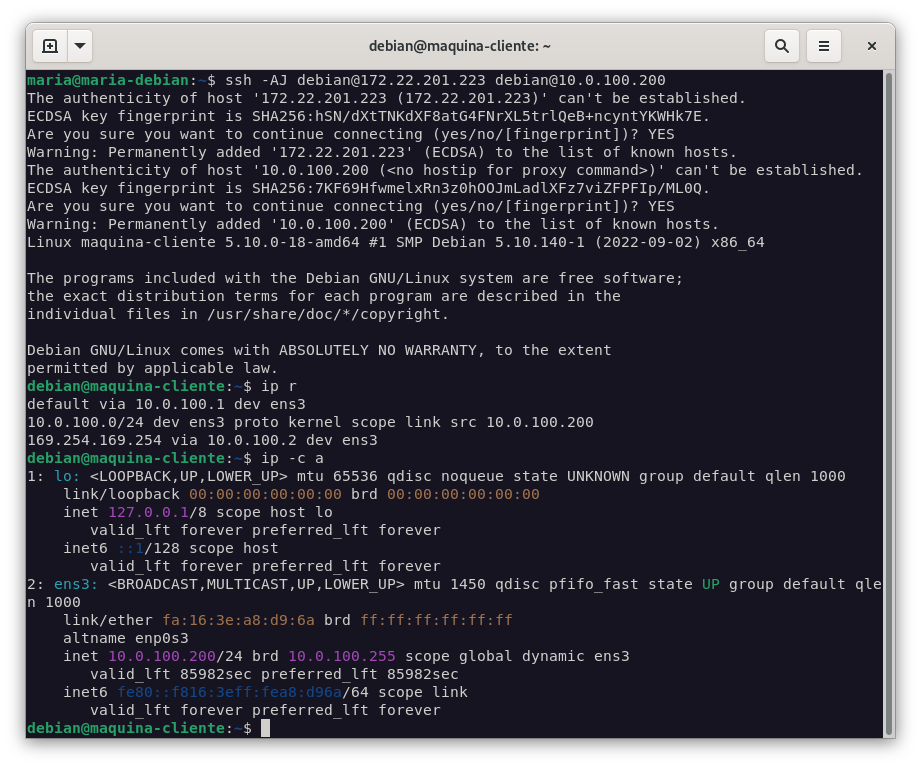 debian@maquina-cliente: ~
maria@maria-debian:~$ ssh -AJ debian@172.22.201.223 debian@10.0.100.200
The authenticity of host '172.22.201.223 (172.22.201.223)' can't be established.
ECDSA key fingerprint is SHA256:hSN/dXtTNKdXF8atG4FNrXL5trlQeB+ncyntYKWHk7E.
Are you sure you want to continue connecting (yes/no/[fingerprint])? YES
Warning: Permanently added '172.22.201.223' (ECDSA) to the list of known hosts.
The authenticity of host '10.0.100.200 (<no hostip for proxy command>)' can't be established.
ECDSA key fingerprint is SHA256:7KF69HfwmelxRn3z0hOOJmLadlXFz7viZFPFIp/ML0Q.
Are you sure you want to continue connecting (yes/no/[fingerprint])? YES
Warning: Permanently added '10.0.100.200' (ECDSA) to the list of known hosts.
Linux maquina-cliente 5.10.0-18-amd64 #1 SMP Debian 5.10.140-1 (2022-09-02) x86_64

The programs included with the Debian GNU/Linux system are free software;
the exact distribution terms for each program are described in the
individual files in /usr/share/doc/*/copyright.

Debian GNU/Linux comes with ABSOLUTELY NO WARRANTY, to the extent
permitted by applicable law.
debian@maquina-cliente:~$ ip r
default via 10.0.100.1 dev ens3
10.0.100.0/24 dev ens3 proto kernel scope link src 10.0.100.200
169.254.169.254 via 10.0.100.2 dev ens3
debian@maquina-cliente:~$ ip -c a
1: lo: <LOOPBACK,UP,LOWER_UP> mtu 65536 qdisc noqueue state UNKNOWN group default qlen 1000
    link/loopback 00:00:00:00:00:00 brd 00:00:00:00:00:00
    inet 127.0.0.1/8 scope host lo
       valid_lft forever preferred_lft forever
    inet6 ::1/128 scope host
       valid_lft forever preferred_lft forever
2: ens3: <BROADCAST,MULTICAST,UP,LOWER_UP> mtu 1450 qdisc pfifo_fast state UP group default qle
n 1000
    link/ether fa:16:3e:a8:d9:6a brd ff:ff:ff:ff:ff:ff
    altname enp0s3
    inet 10.0.100.200/24 brd 10.0.100.255 scope global dynamic ens3
       valid_lft 85982sec preferred_lft 85982sec
    inet6 fe80::f816:3eff:fea8:d96a/64 scope link
       valid_lft forever preferred_lft forever
debian@maquina-cliente:~$